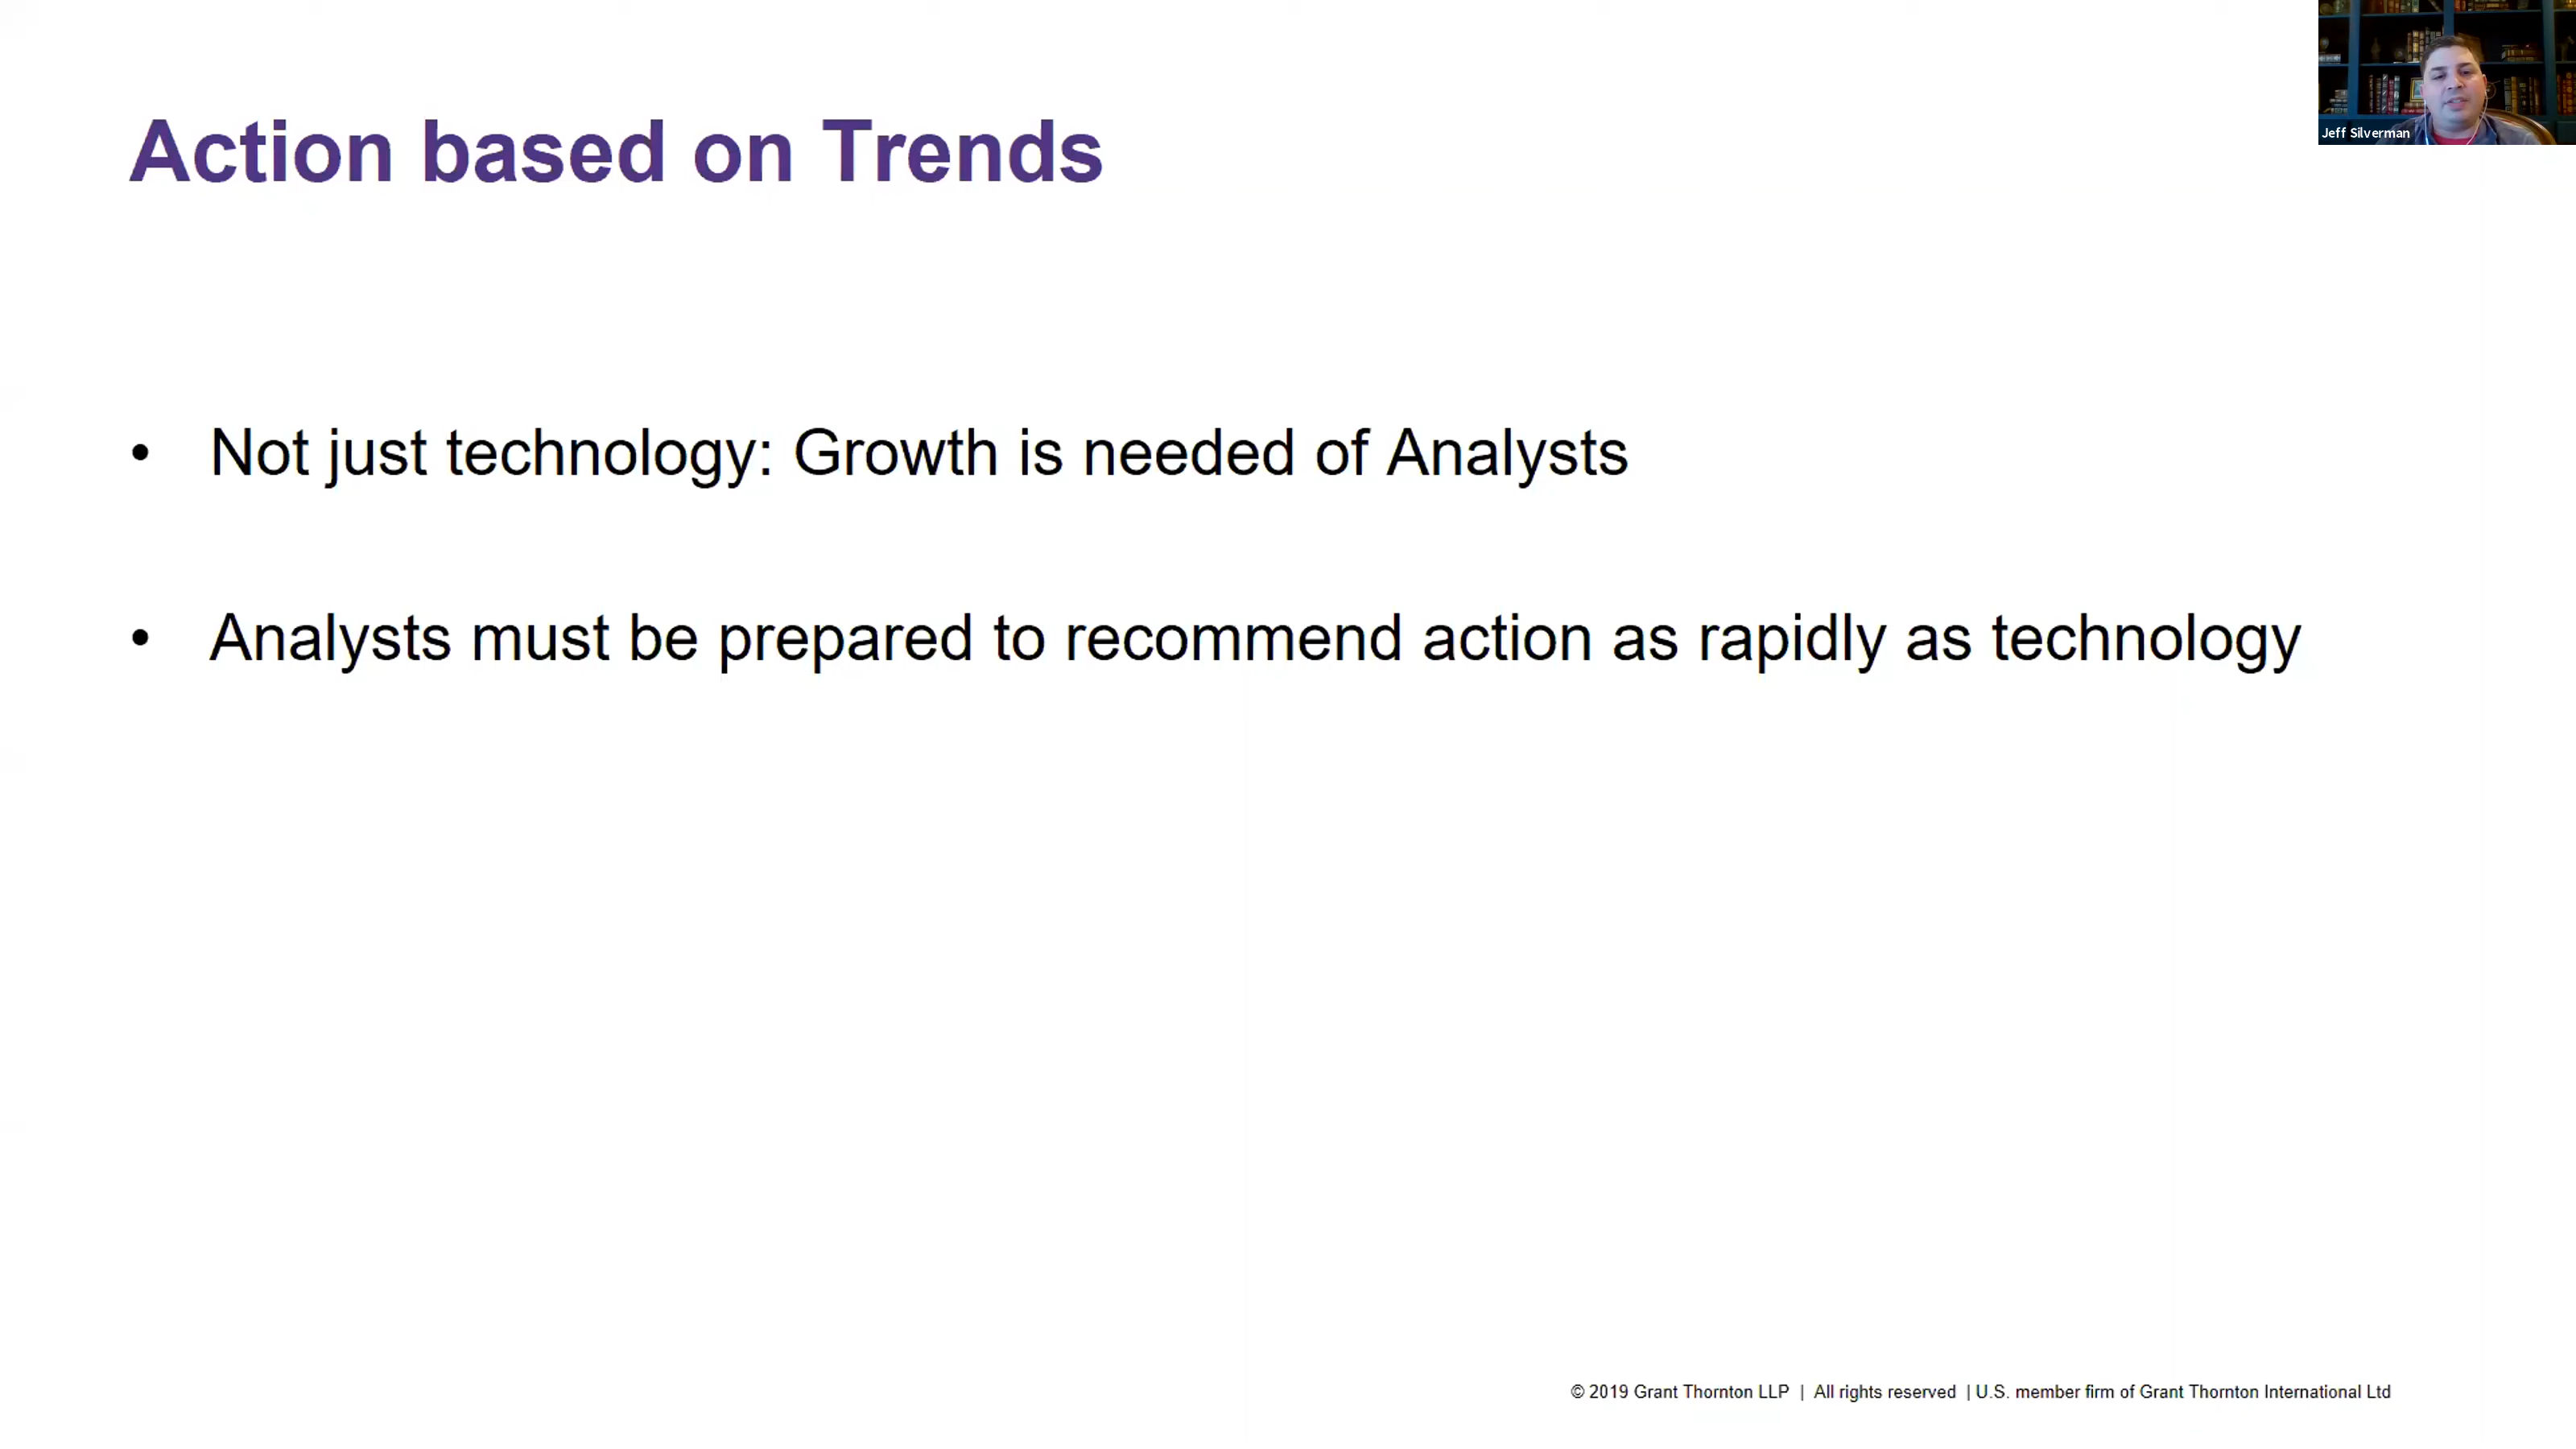 Jeff Silverman
Action based on Trends
• Not just technology: Growth is needed of Analysts
• Analysts must be prepared to recommend action as rapidly as technology
© 2019 Grant Thornton LLP | All rights reserved | U.S. member firm of Grant Thornton International Ltd